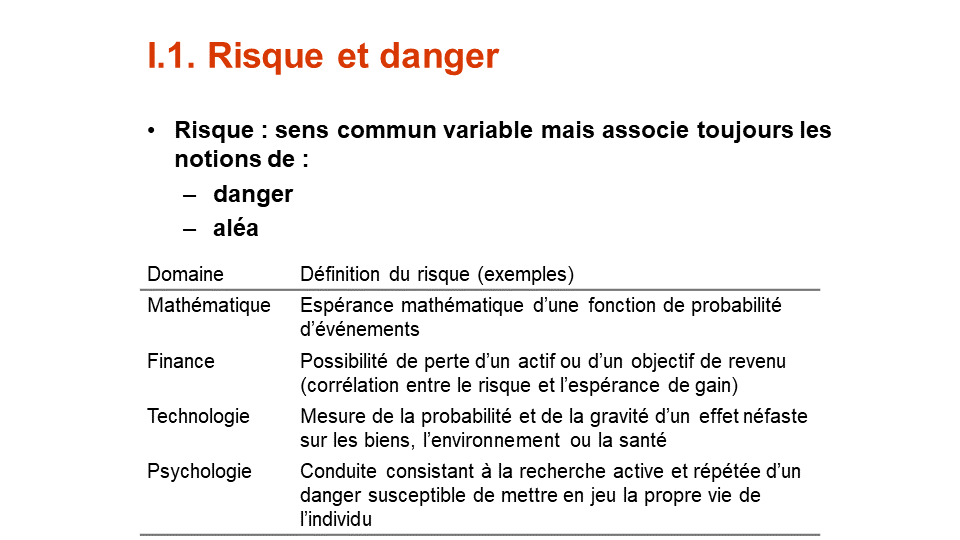 I.1. Risque et danger
• Risque : sens commun variable mais associe toujours les
notions de :
– danger
– aléa
Domaine Définition du risque (exemples)
Mathématique Espérance mathématique d’une fonction de probabilité
d’événements
Finance Possibilité de perte d’un actif ou d’un objectif de revenu
(corrélation entre le risque et l’espérance de gain)
Technologie Mesure de la probabilité et de la gravité d’un effet néfaste
sur les biens, l’environnement ou la santé
Psychologie Conduite consistant à la recherche active et répétée d’un
danger susceptible de mettre en jeu la propre vie de
l’individu